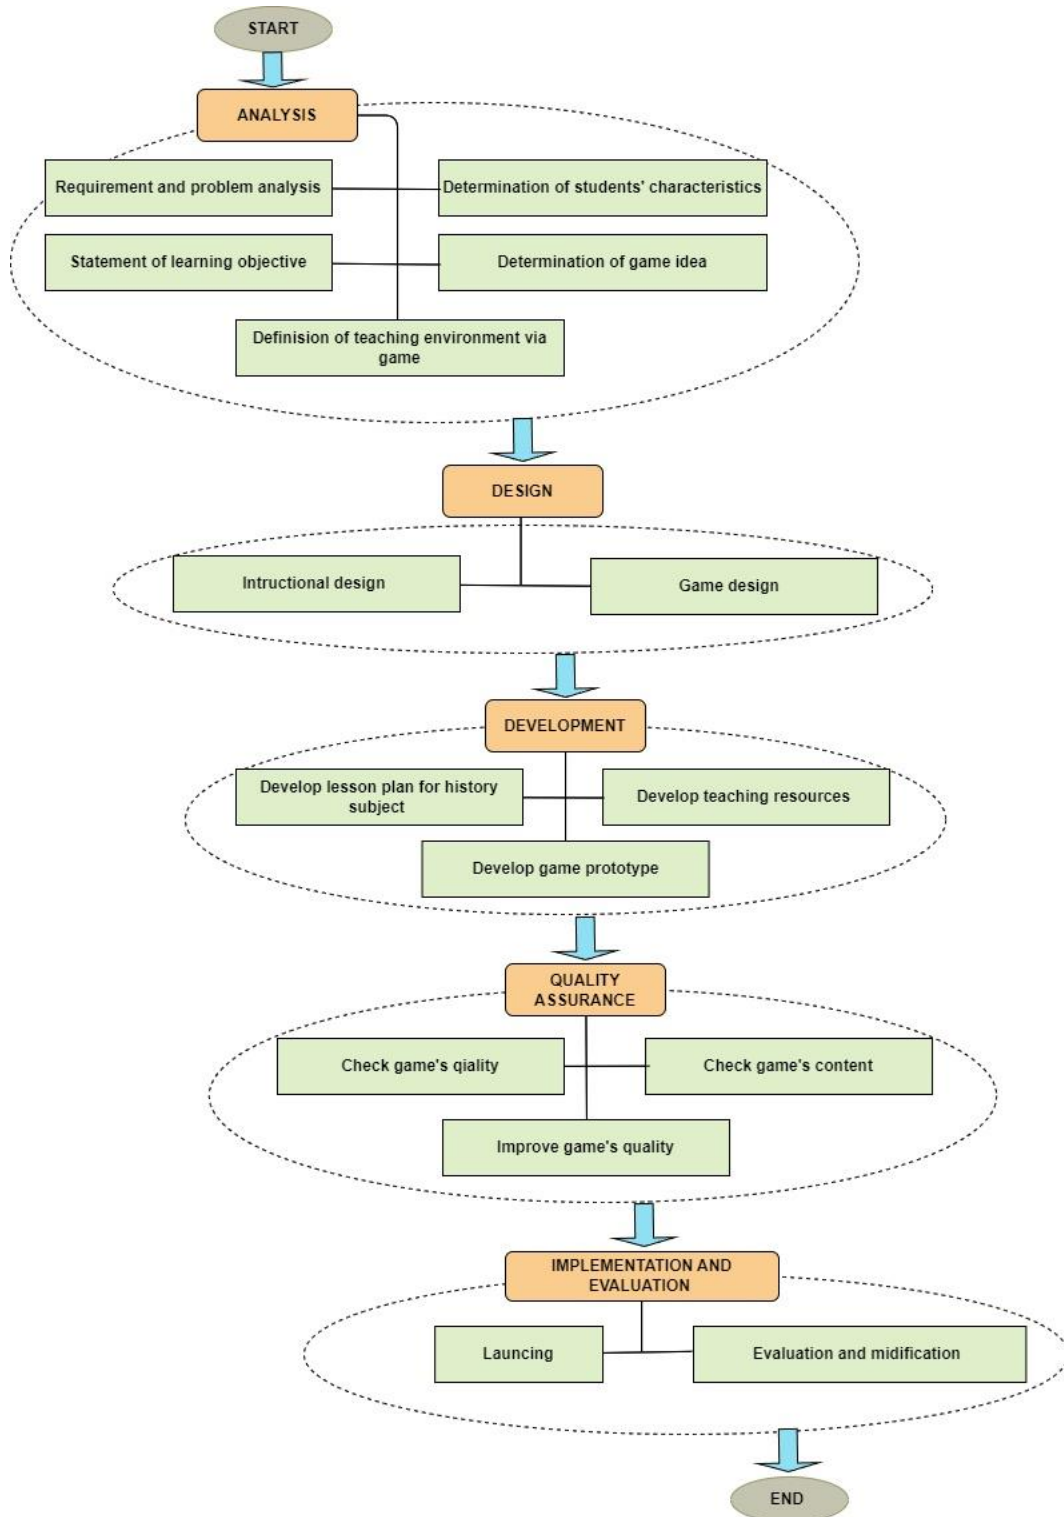 START
ANALYSIS
Requirement and problem analysis
Determination of students' characteristics
Statement of learning objective
Determination of game idea
Definision of teaching environment via
game
DESIGN
Intructional design
Game design
DEVELOPMENT
Develop lesson plan for history
subject
Develop teaching resources
Develop game prototype
QUALITY
ASSURANCE
Check game's qiality
Check game's content
Improve game's quality
IMPLEMENTATION AND
EVALUATION
Launcing
Evaluation and midification
END